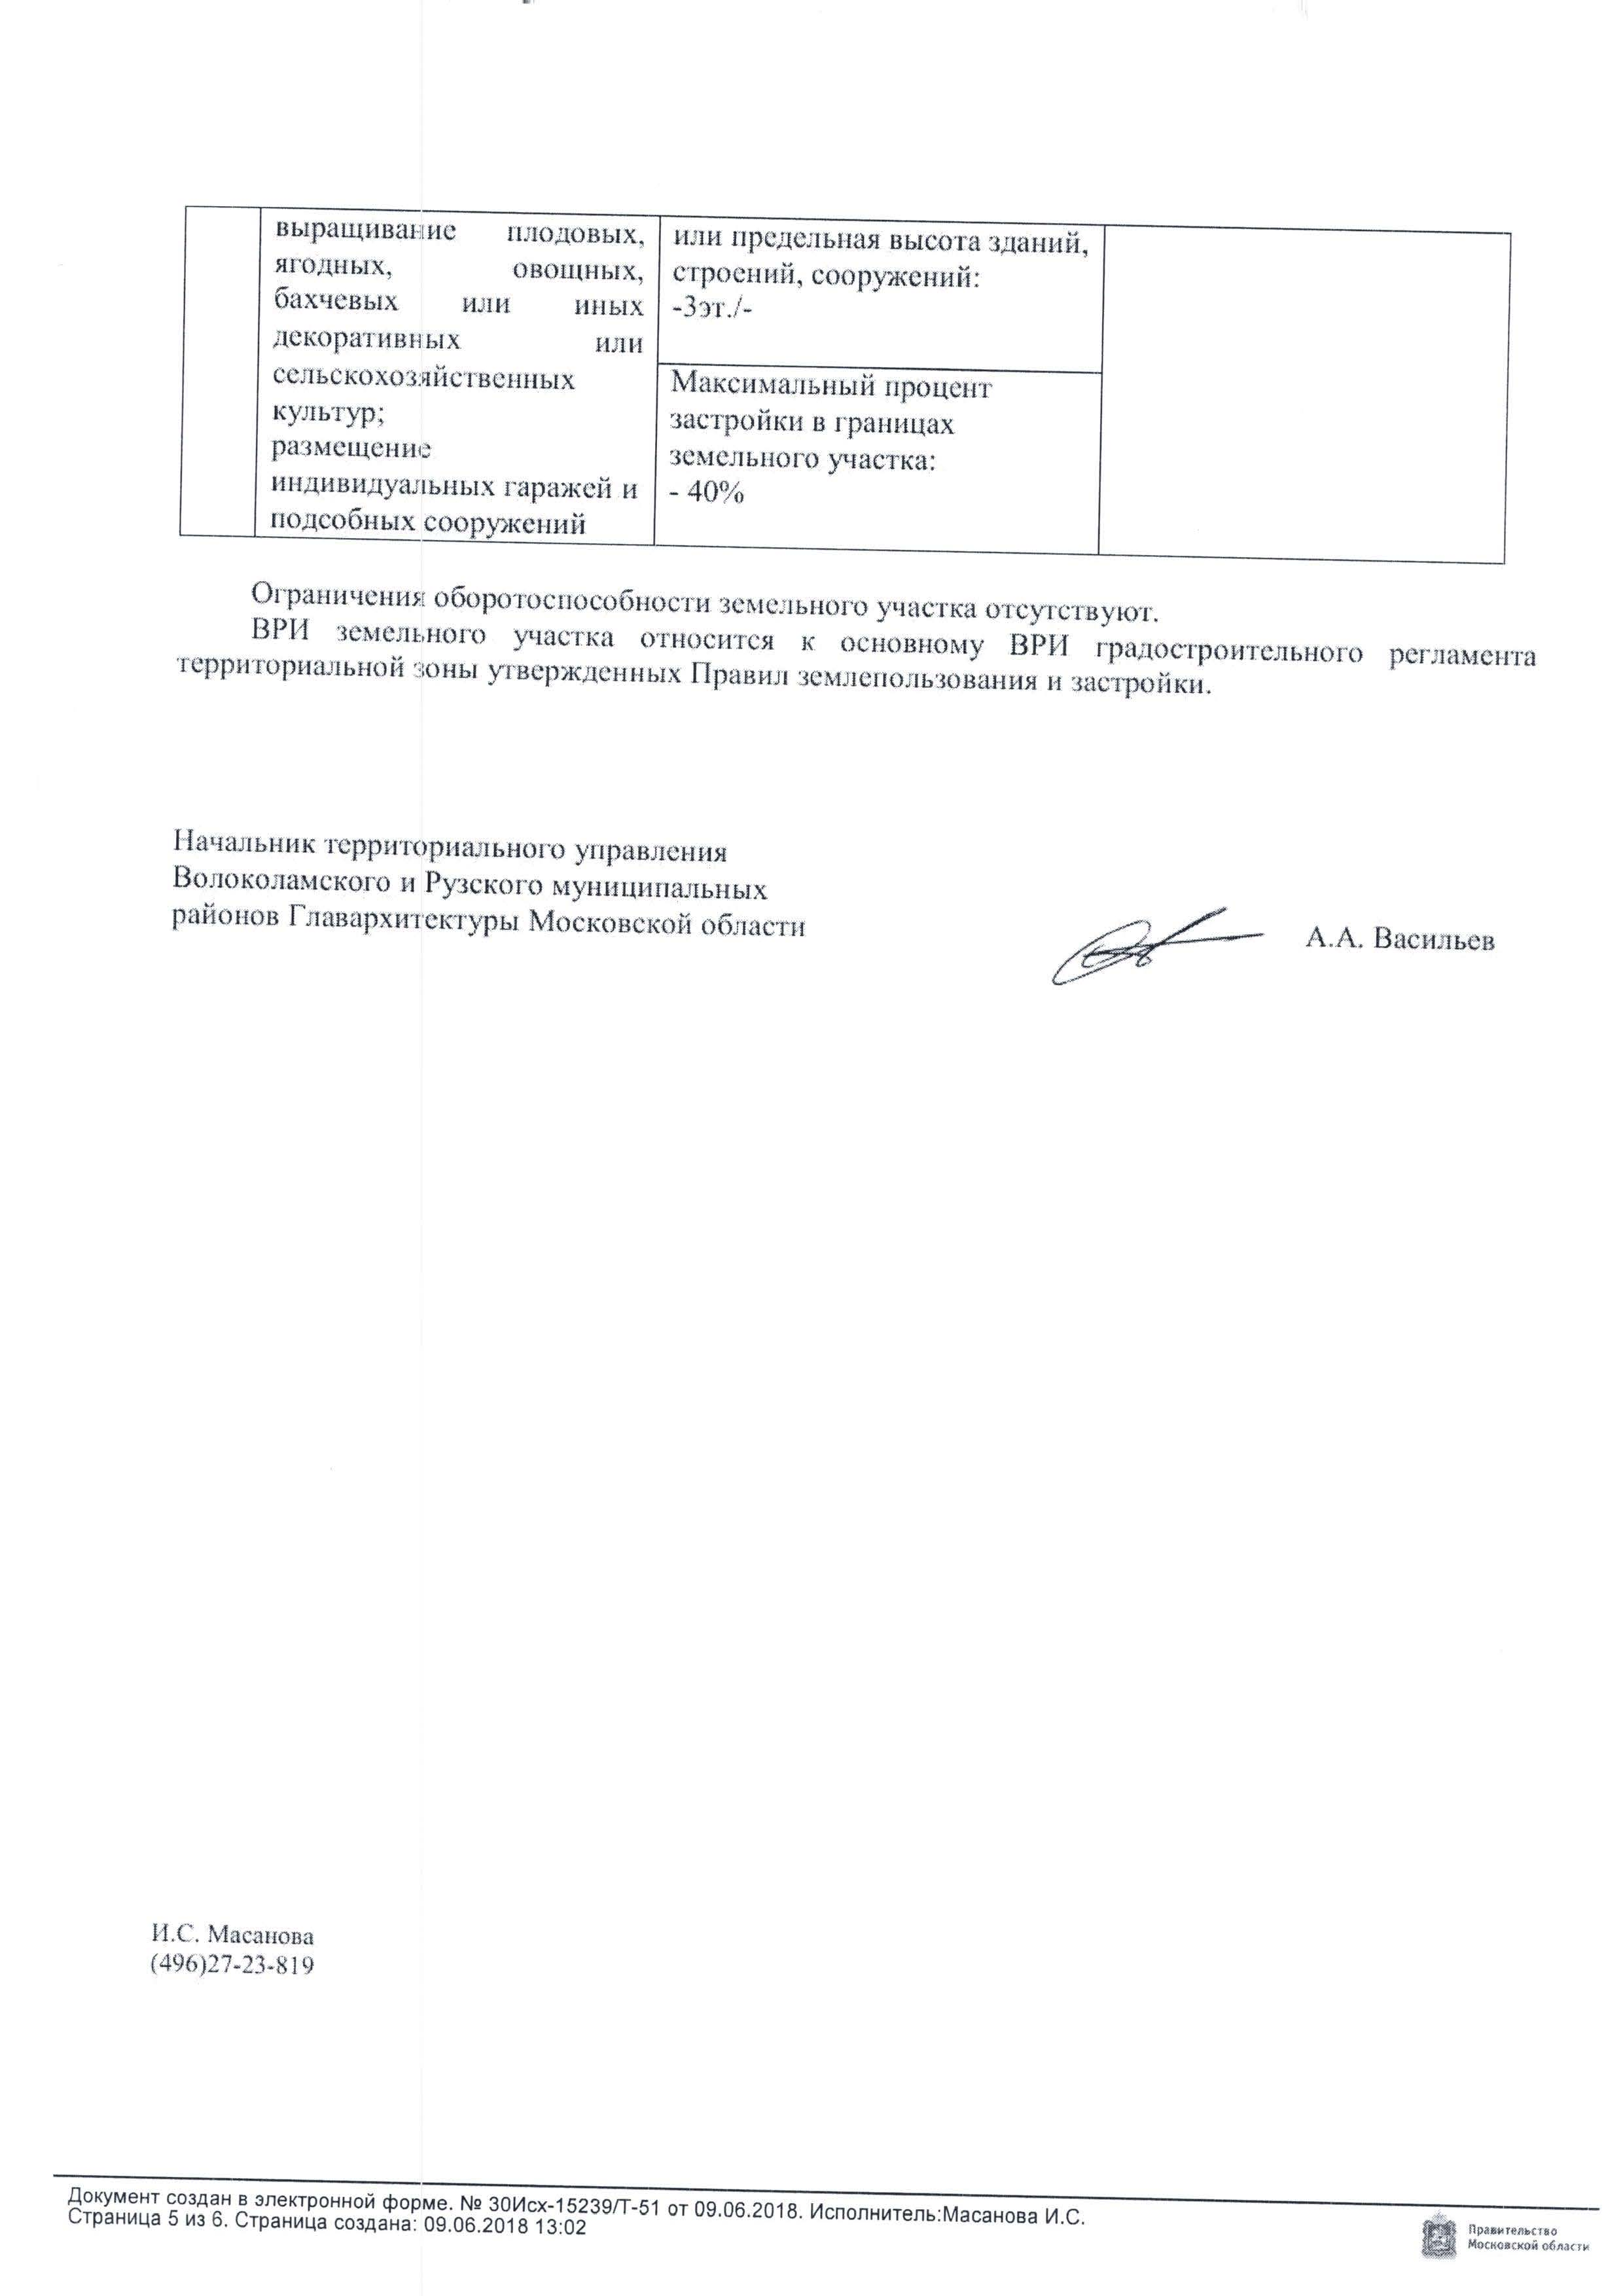 выращивание плодовых,
ягодных, овощных,
бахчевых или иных
декоративных или
сельскохозяйственных
культур;
размещение
индивидуальных гаражей и
подсобных сооружений
или предельная высота зданий,
строений, сооружений:
-3эт./-
Максимальный процент
застройки в границах
земельного участка:
- 40%
Ограничения оборотоспособности земельного участка отсутствуют.
ВРИ земельного участка относится к основному ВРИ градостроительного регламента
территориальной зоны утвержденных Правил землепользования и застройки.
Начальник территориального управления
Волоколамского и Рузского муниципальных
районов Главархитектуры Московской области
А.А. Васильев
И.С. Масанова
(496)27-23-819
Документ создан в электронной форме. № 30Исх-15239/Т-51 от 09.06.2018. Исполнитель:Масанова И.С.
Страница 5 из 6. Страница создана: 09.06.2018 13:02
Правительство
Московской области